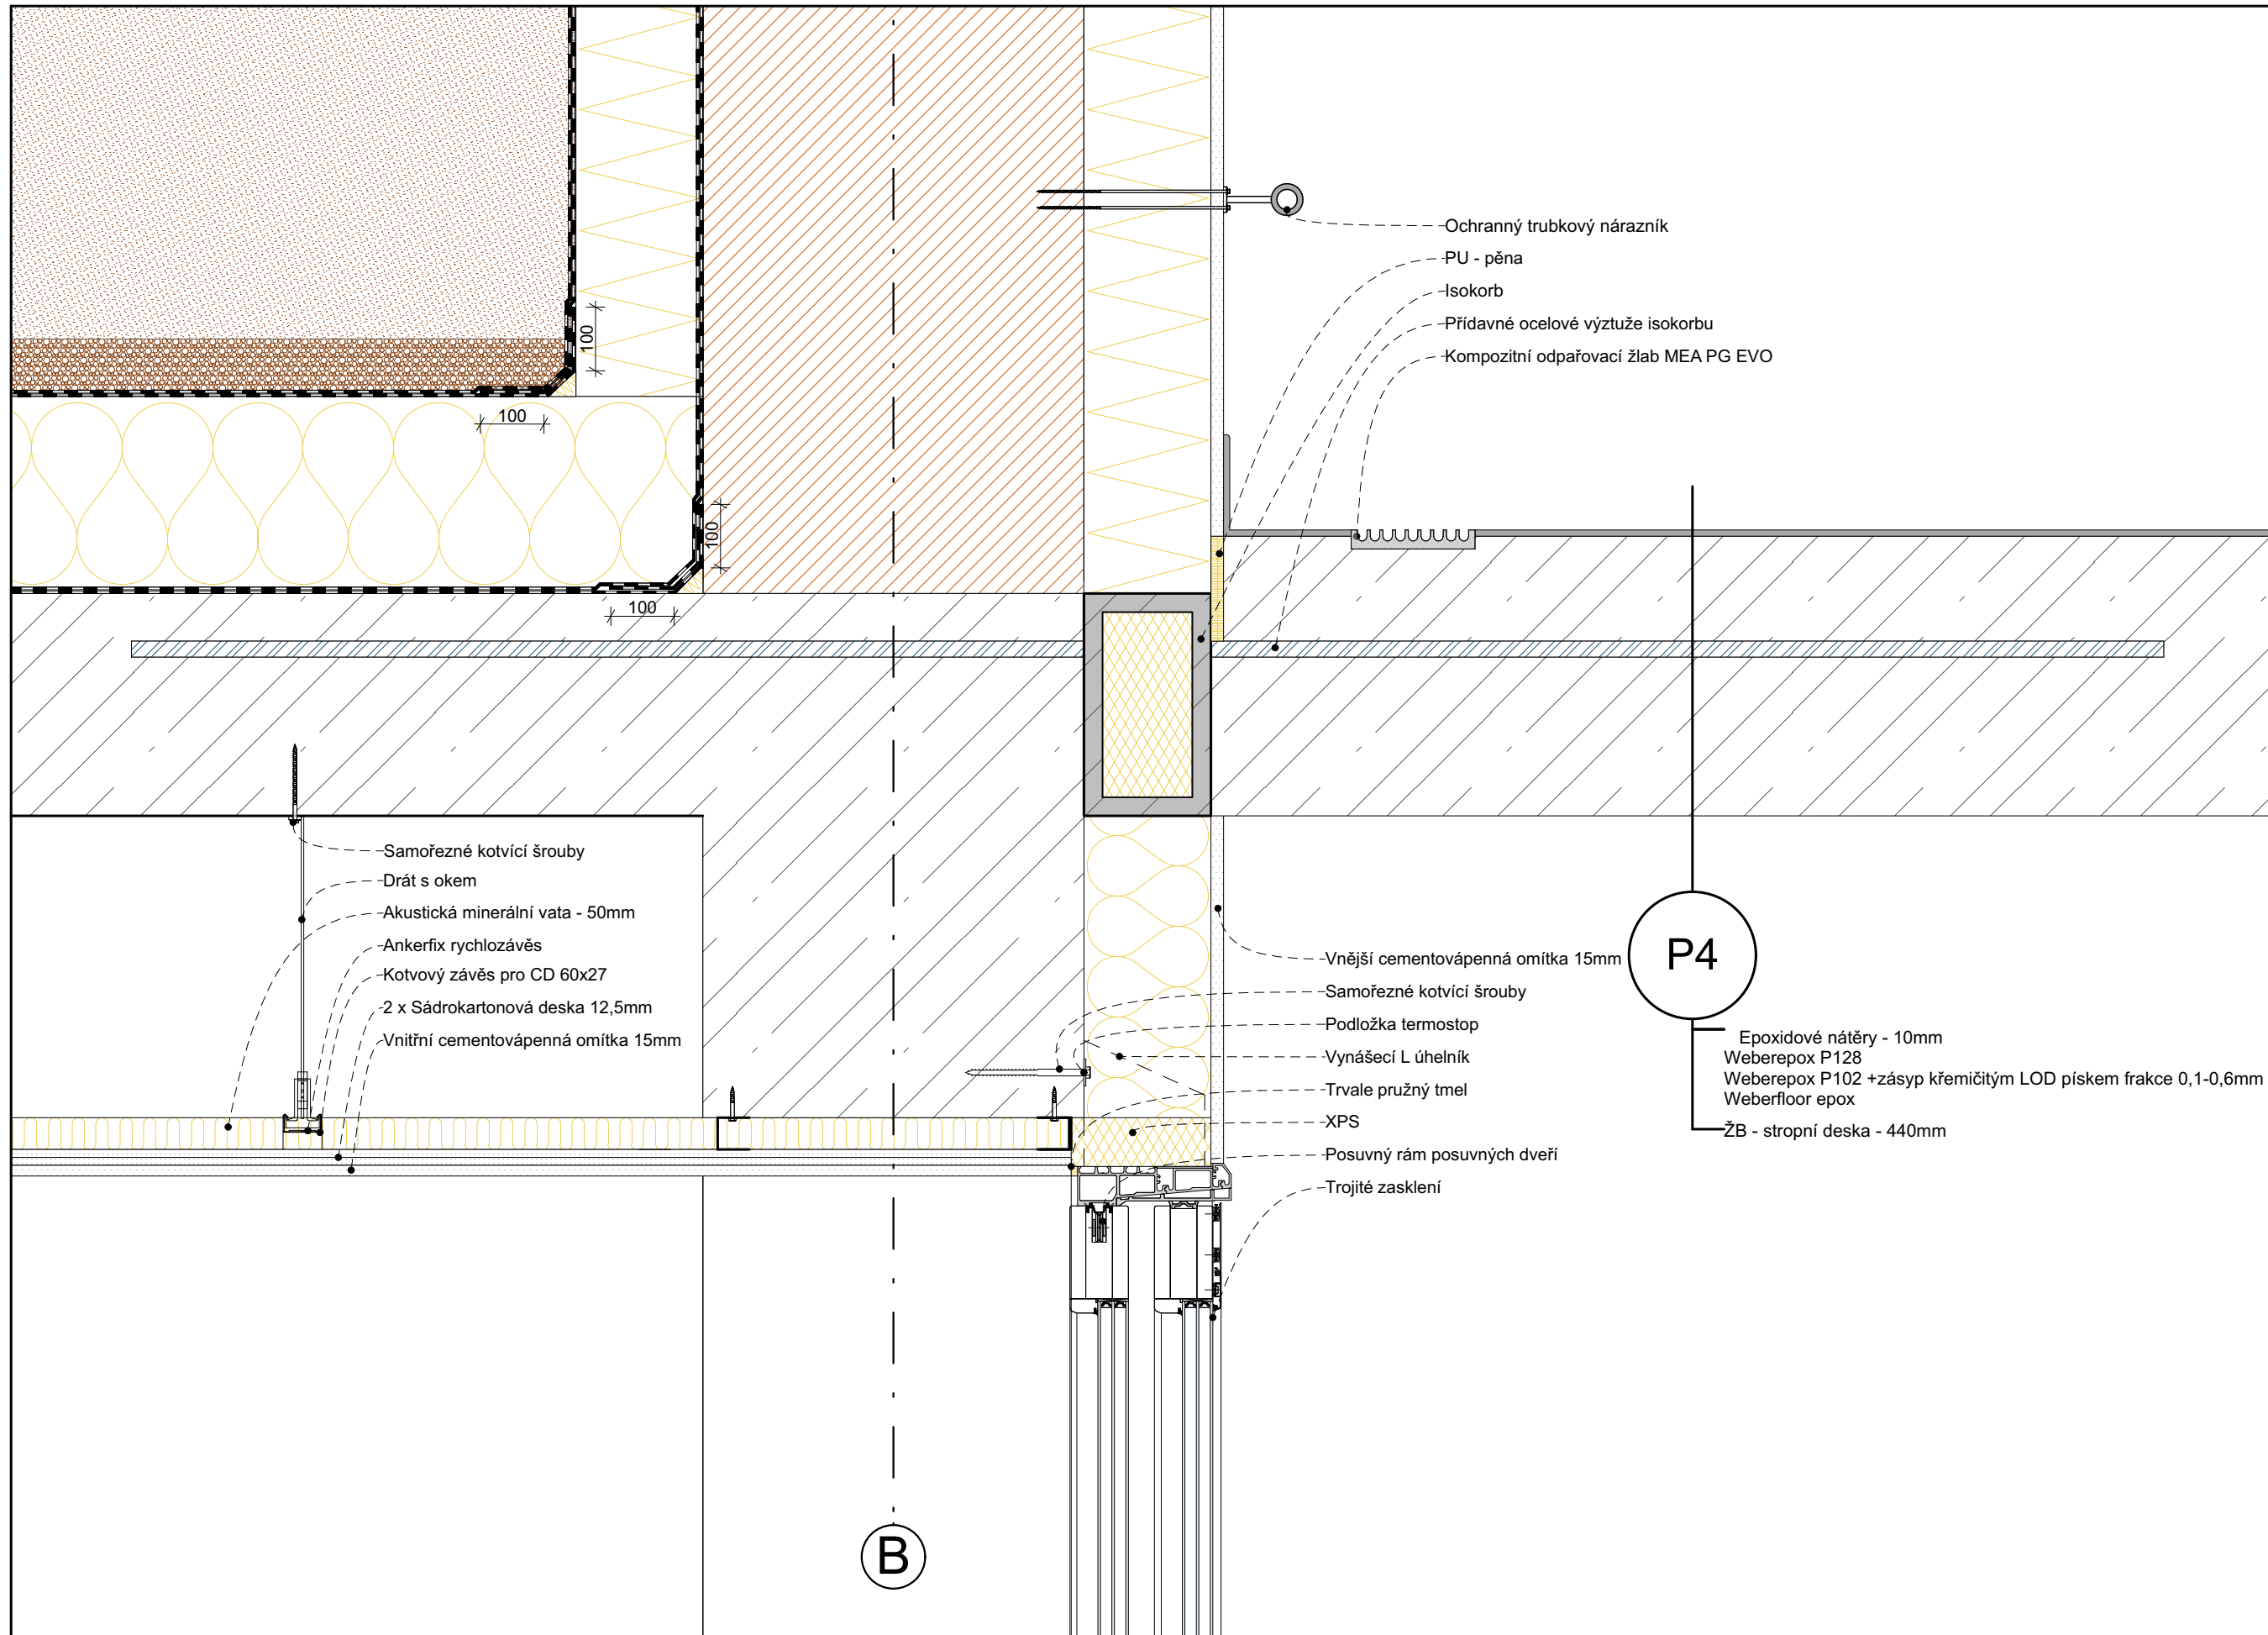 Ochranný trubkový nárazník
PU - pěna
Isokorb
Přídavné ocelové výztuže isokorbu
Kompozitní odpařovací žlab MEA PG EVO
100
100
100
100
Samořezné kotvící šrouby
Drát s okem
Akustická minerální vata - 50mm
Ankerfix rychlozávěs
Kotvový závěs pro CD 60x27
2 x Sádrokartonová deska 12,5mm
Vnitřní cementovápenná omítka 15mm
Vnější cementovápenná omítka 15mm
Samořezné kotvící šrouby
Podložka termostop
Vynášecí L úhelník
Trvale pružný tmel
XPS
Posuvný rám posuvných dveří
Trojité zasklení
P4
Epoxidové nátěry - 10mm
Weberepox P128
Weberepox P102 +zásyp křemičitým LOD pískem frakce 0,1-0,6mm
Weberfloor epox
ŽB - stropní deska - 440mm
B